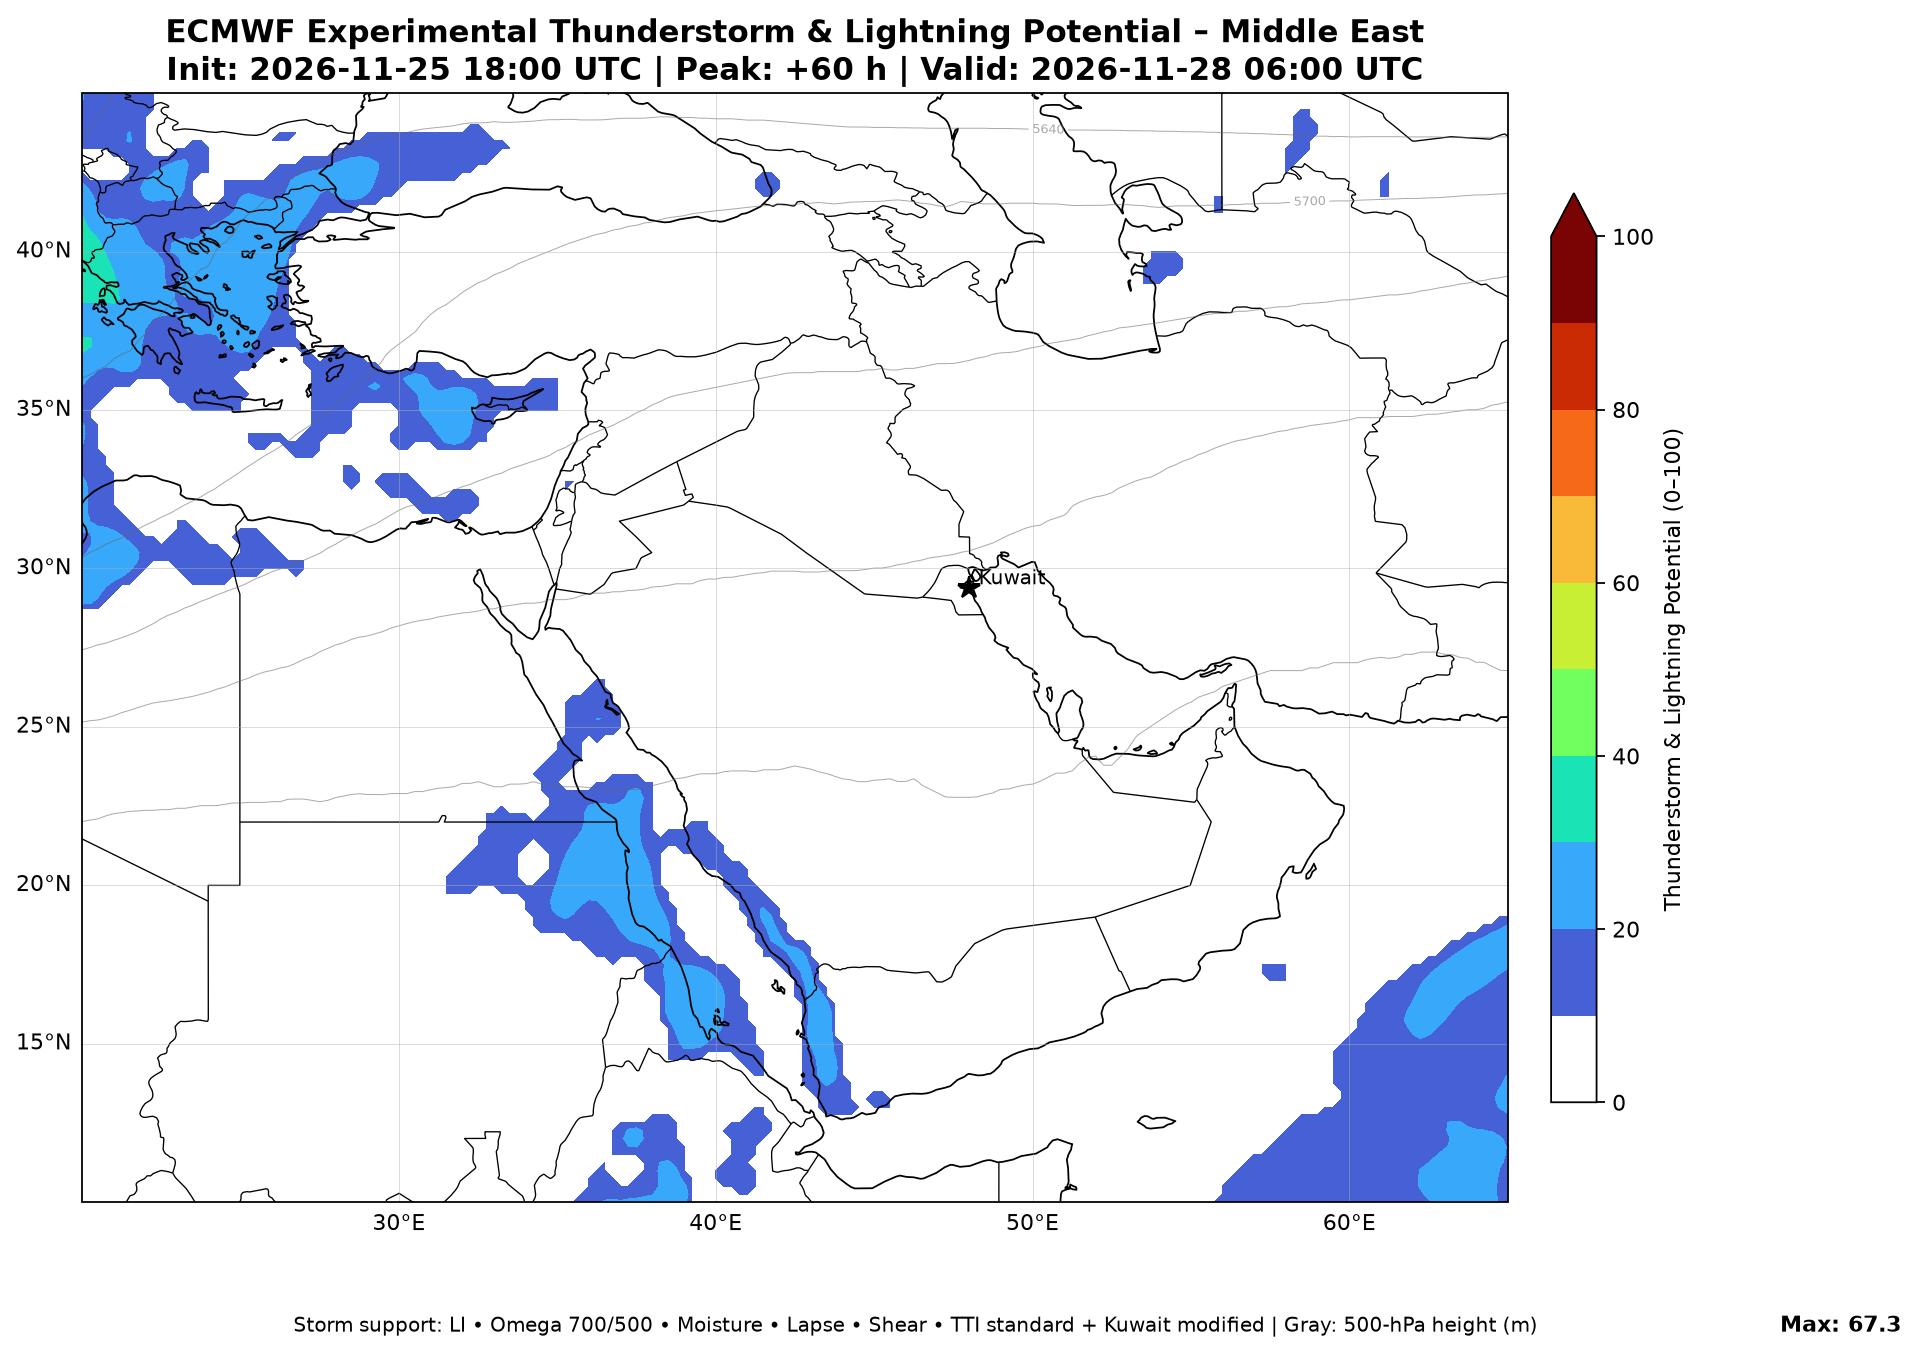 ECMWF Experimental Thunderstorm & Lightning Potential – Middle East
Init: 2026-11-25 18:00 UTC | Peak: +60 h | Valid: 2026-11-28 06:00 UTC
5640
5700
40°N
35°N
30°N
25°N
20°N
15°N
Kuwait
30°E
40°E
50°E
60°E
100
80
60
40
20
0
Thunderstorm & Lightning Potential (0–100)
Storm support: LI • Omega 700/500 • Moisture • Lapse • Shear • TTI standard + Kuwait modified | Gray: 500-hPa height (m)
Max: 67.3